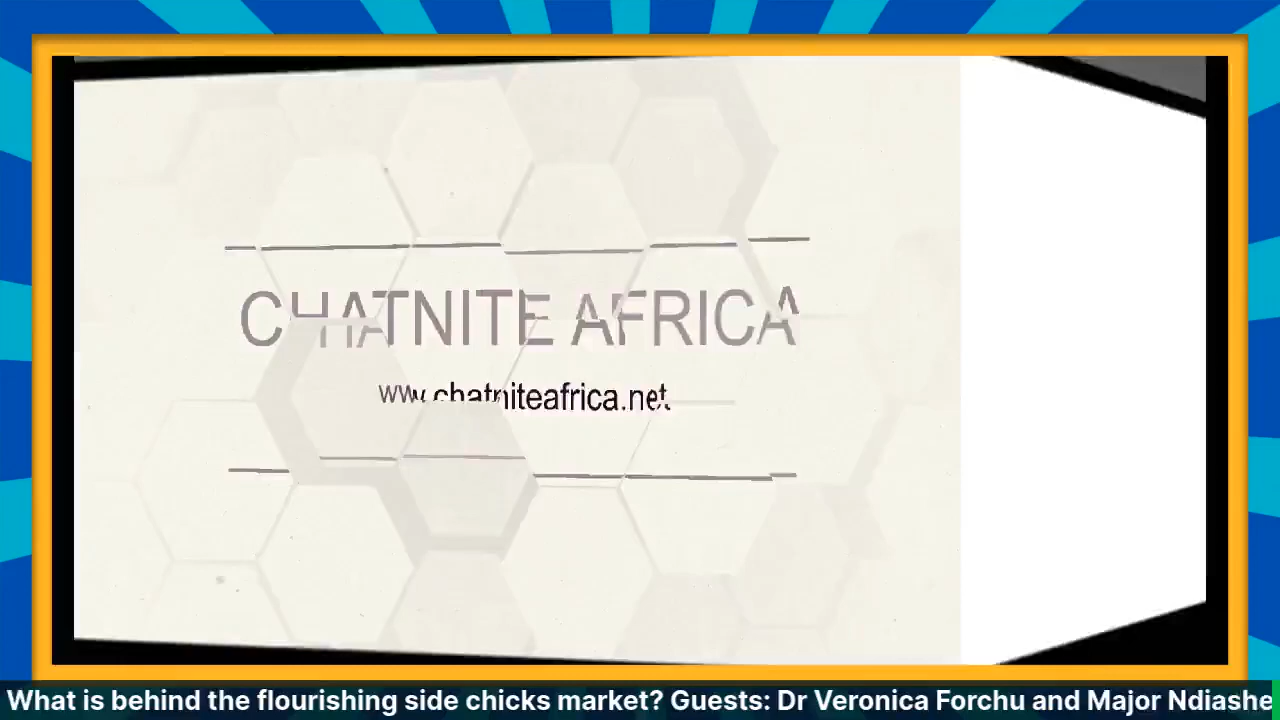 CHATNITE AFRICA
www.chatniteafrica.net
What is behind the flourishing side chicks market? Guests: Dr Veronica Forchu and Major Ndiashe